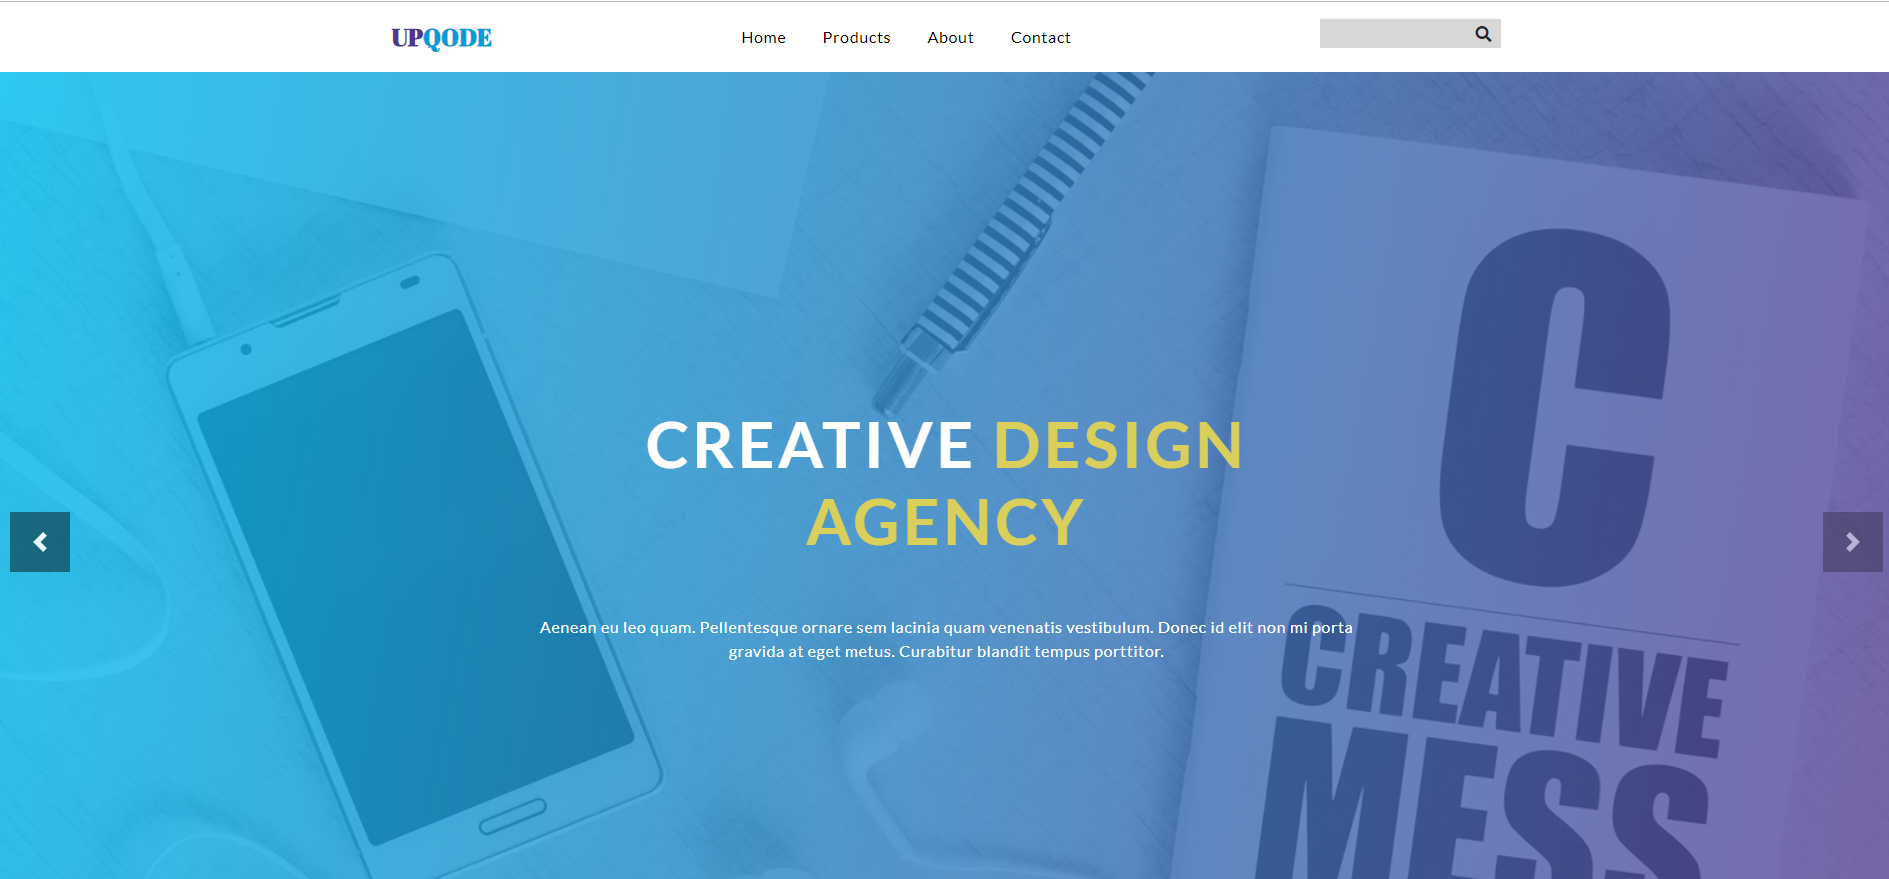 UPQODE
Home Products About Contact
C
CREATIVE DESIGN
AGENCY
Aenean eu leo quam. Pellentesque ornare sem lacinia quam venenatis vestibulum. Donec id elit non mi porta
gravida at eget metus. Curabitur blandit tempus porttitor.
CREATIVE
MESS